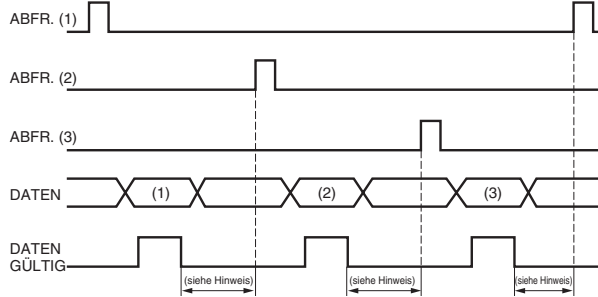 ABFR. (1)
ABFR. (2)
ABFR. (3)
DATEN (1) (2) (3)
DATEN
GÜLTIG
(siehe Hinweis) (siehe Hinweis) (siehe Hinweis)